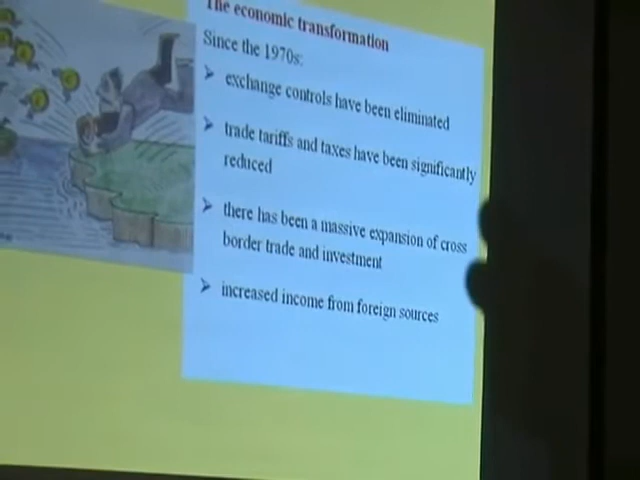 The economic transformation
Since the 1970s:
exchange controls have been eliminated
trade tariffs and taxes have been significantly
reduced
there has been a massive expansion of cross
border trade and investment
increased income from foreign sources